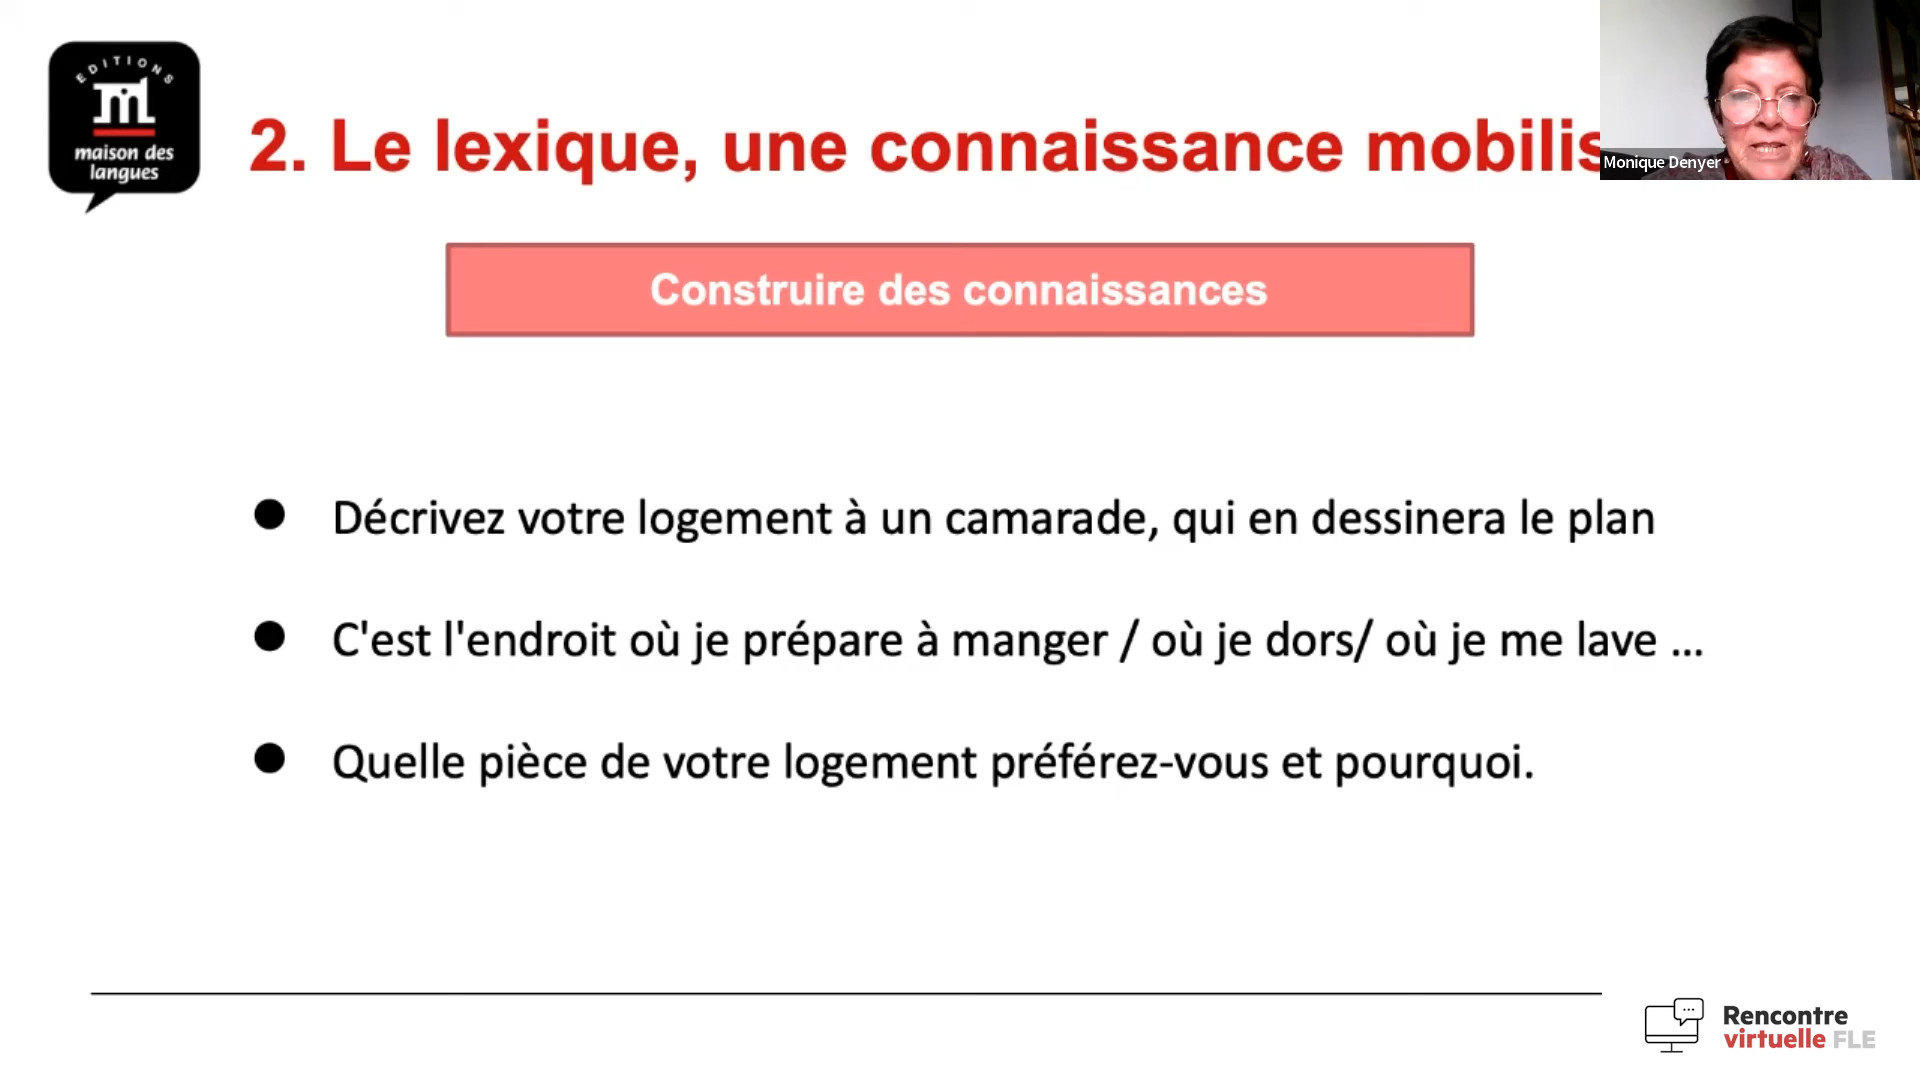 EDITIONS
maison des
langues
2. Le lexique, une connaissance mobilis
Monique Denyer
Construire des connaissances
● Décrivez votre logement à un camarade, qui en dessinera le plan
● C'est l'endroit où je prépare à manger / où je dors/ où je me lave ...
● Quelle pièce de votre logement préférez-vous et pourquoi.
Rencontre
virtuelle FLE